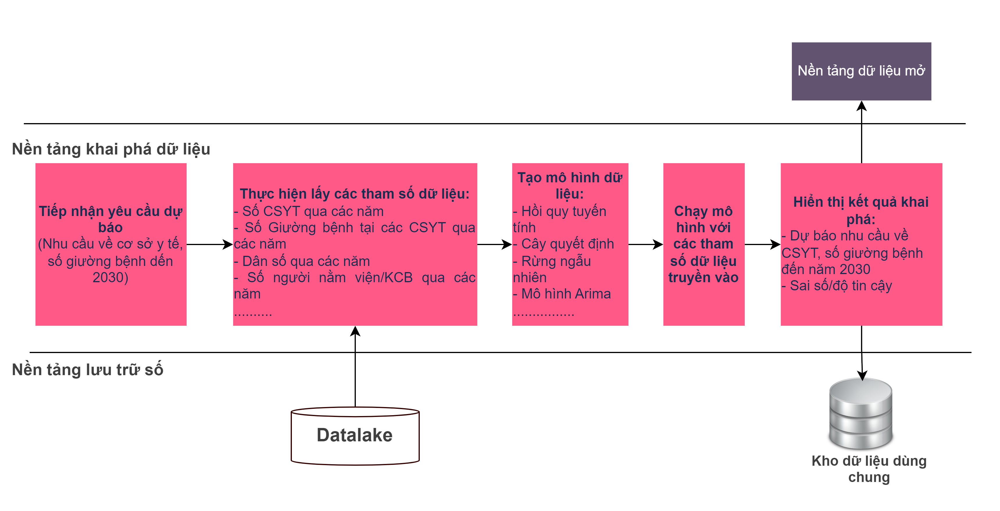 Nền tảng dữ liệu mở
Nền tảng khai phá dữ liệu
Tiếp nhận yêu cầu dự
báo
(Nhu cầu về cơ sở y tế,
số giường bệnh dến
2030)
Thực hiện lấy các tham số dữ liệu:
- Số CSYT qua các năm
- Số Giường bệnh tại các CSYT qua
các năm
- Dân số qua các năm
- Số người nằm viện/KCB qua các
năm
..........
Tạo mô hình dữ
liệu:
- Hồi quy tuyến
tính
- Cây quyết định
- Rừng ngẫu
nhiên
- Mô hình Arima
................
Chạy mô
hình với
các tham
số dữ liệu
truyền vào
Hiển thị kết quả khai
phá:
- Dự báo nhu cầu về
CSYT, số giường bệnh
đến năm 2030
- Sai số/độ tin cậy
Nền tảng lưu trữ số
Datalake
Kho dữ liệu dùng
chung